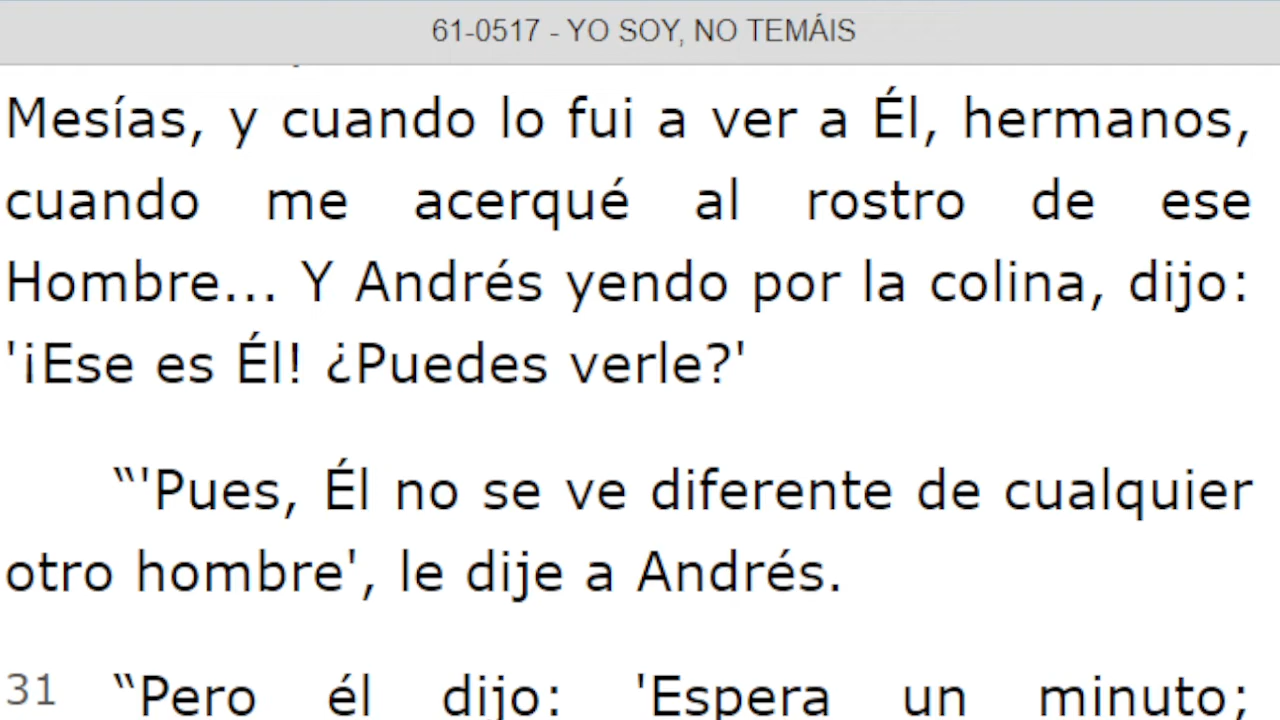 61-0517 - YO SOY, NO TEMÁIS
Mesías, y cuando lo fui a ver a Él, hermanos,
cuando me acerqué al rostro de ese
Hombre... Y Andrés yendo por la colina, dijo:
'¡Ese es Él! ¿Puedes verle?'
“'Pues, Él no se ve diferente de cualquier
otro hombre', le dije a Andrés.
31 “Pero él dijo: 'Espera un minuto;